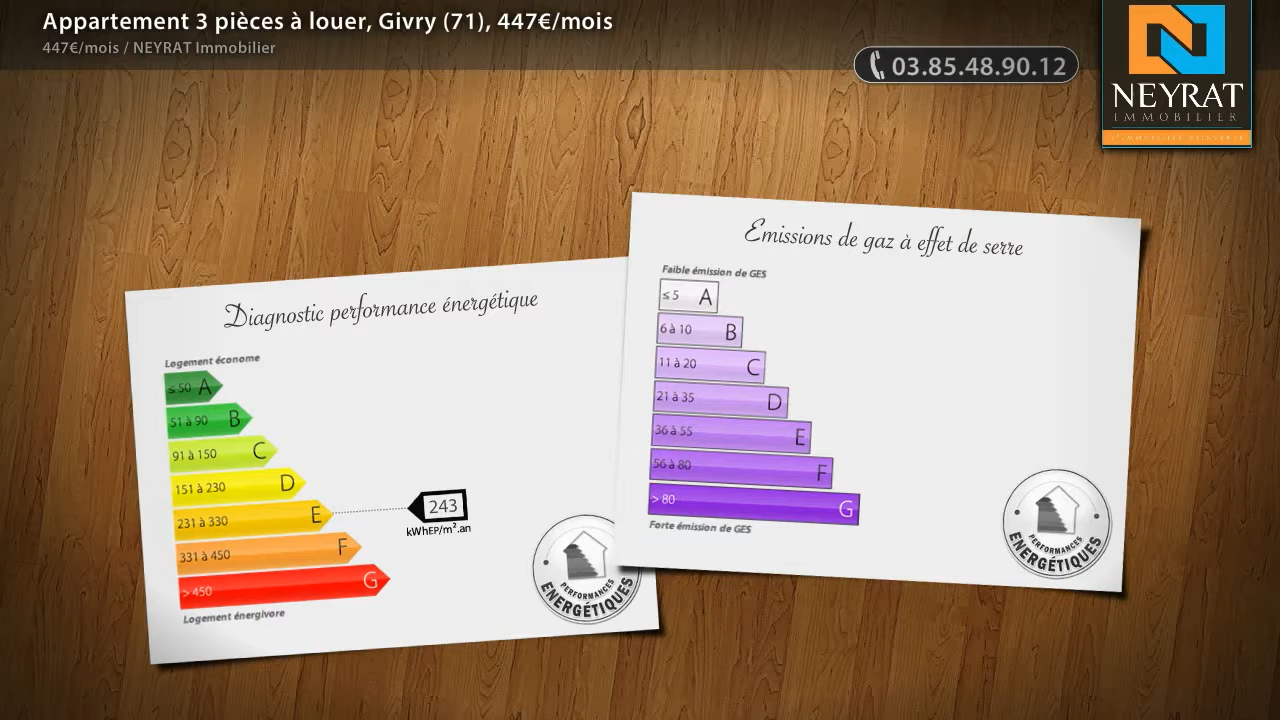 Appartement 3 pièces à louer, Givry (71), 447€/mois
447€/mois / NEYRAT Immobilier
03.85.48.90.12
NEYRAT
IMMOBILIER
Diagnostic performance énergétique
Logement économe
≤ 50 A
51 à 90 B
91 à 150 C
151 à 230 D
231 à 330 E
243
kWhEP/m².an
331 à 450 F
> 450 G
Logement énergivore
PERFORMANCES
ENERGÉTIQUES
Emissions de gaz à effet de serre
Faible émission de GES
≤ 5 A
6 à 10 B
11 à 20 C
21 à 35 D
36 à 55 E
56 à 80 F
> 80 G
Forte émission de GES
PERFORMANCES
ENERGÉTIQUES